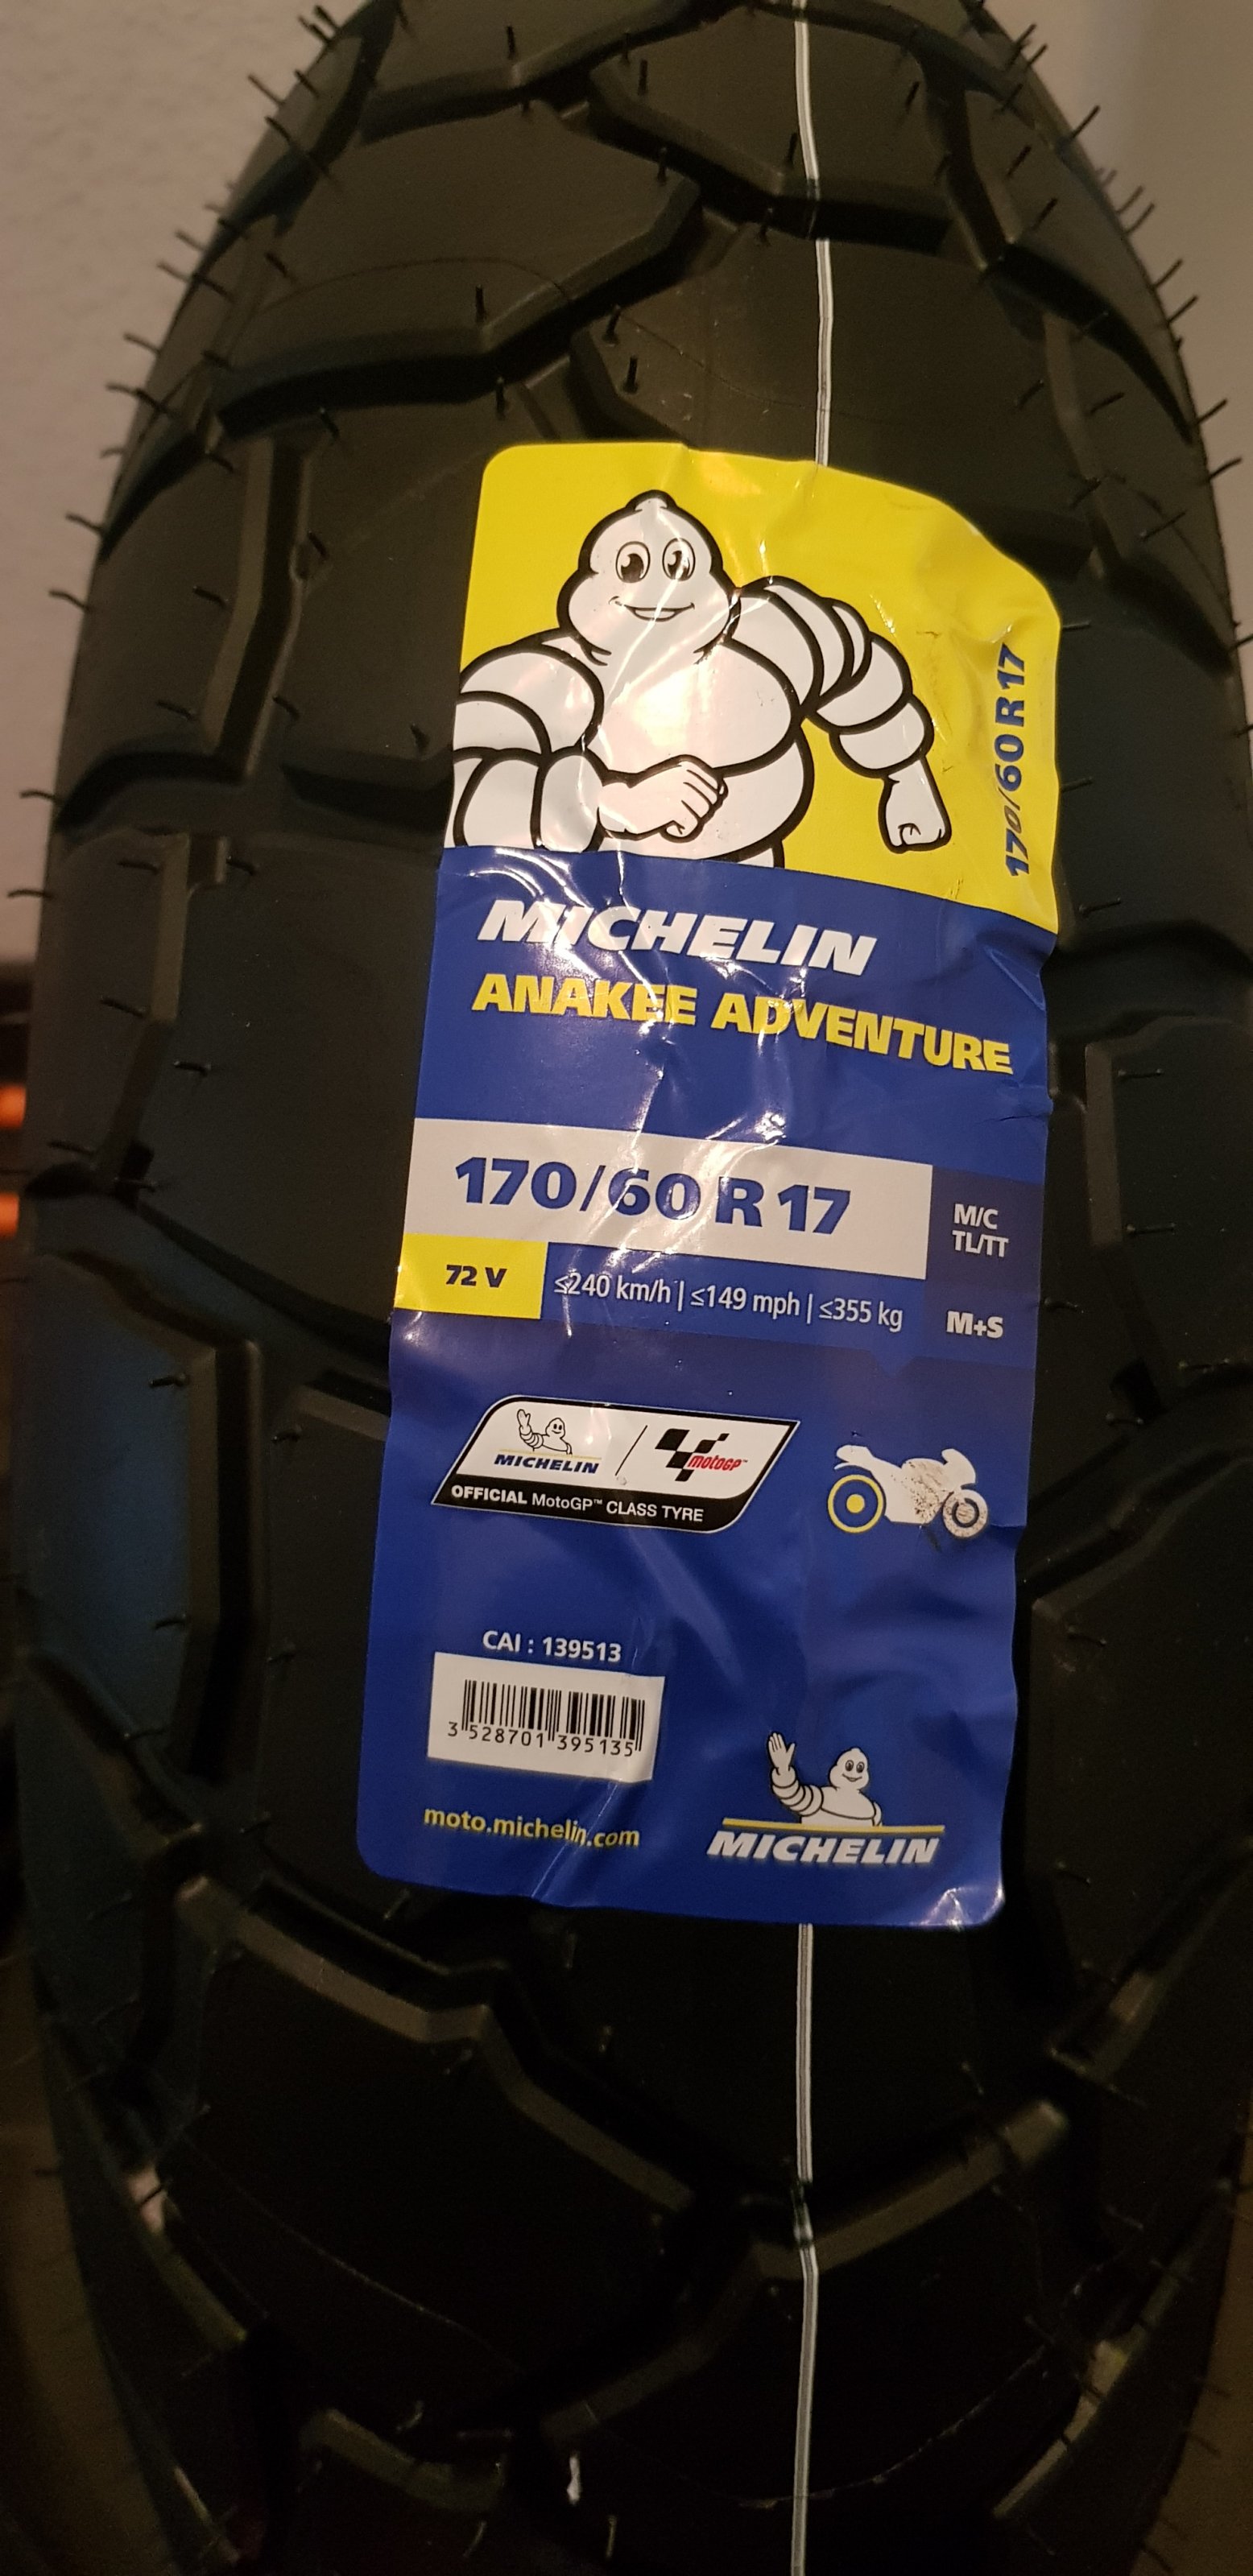 170/60 R 17
MICHELIN
ANAKEE ADVENTURE
170/60 R 17
M/C
TL/TT
72 V
≤240 km/h | ≤149 mph | ≤355 kg
M+S
MICHELIN
motoGP™
OFFICIAL MotoGP™ CLASS TYRE
CAI : 139513
3 528701 395135
moto.michelin.com
MICHELIN